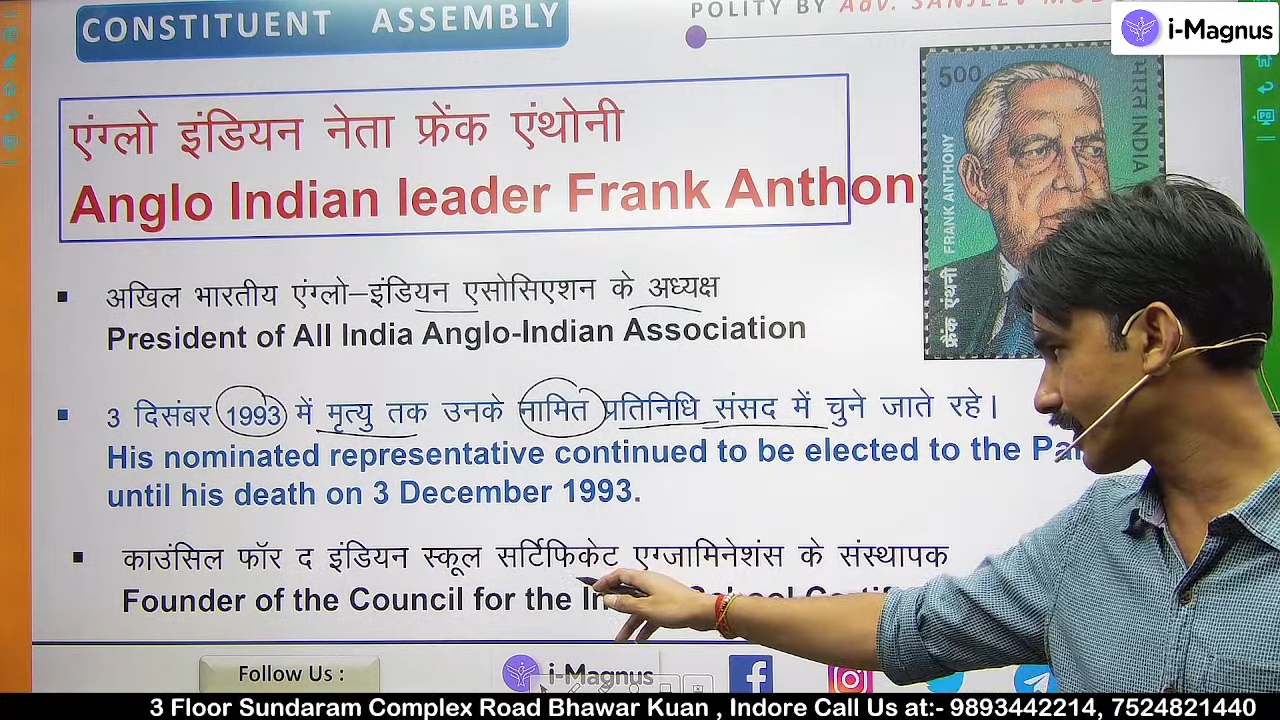 CONSTITUENT ASSEMBLY
POLITY BY Adv. SANJEEV
i-Magnus
एंग्लो इंडियन नेता फ्रेंक एंथोनी
Anglo Indian leader Frank Anthony
500
भारत INDIA
फ्रैंक एंथनी FRANK ANTHONY
अखिल भारतीय एंग्लो–इंडियन एसोसिएशन के अध्यक्ष
President of All India Anglo-Indian Association
3 दिसंबर 1993 में मृत्यु तक उनके नामित प्रतिनिधि संसद में चुने जाते रहे।
His nominated representative continued to be elected to the
until his death on 3 December 1993.
काउंसिल फॉर द इंडियन स्कूल सर्टिफिकेट एग्जामिनेशंस के संस्थापक
Founder of the Council for the
Follow Us :
i-Magnus
3 Floor Sundaram Complex Road Bhawar Kuan , Indore Call Us at:- 9893442214, 7524821440